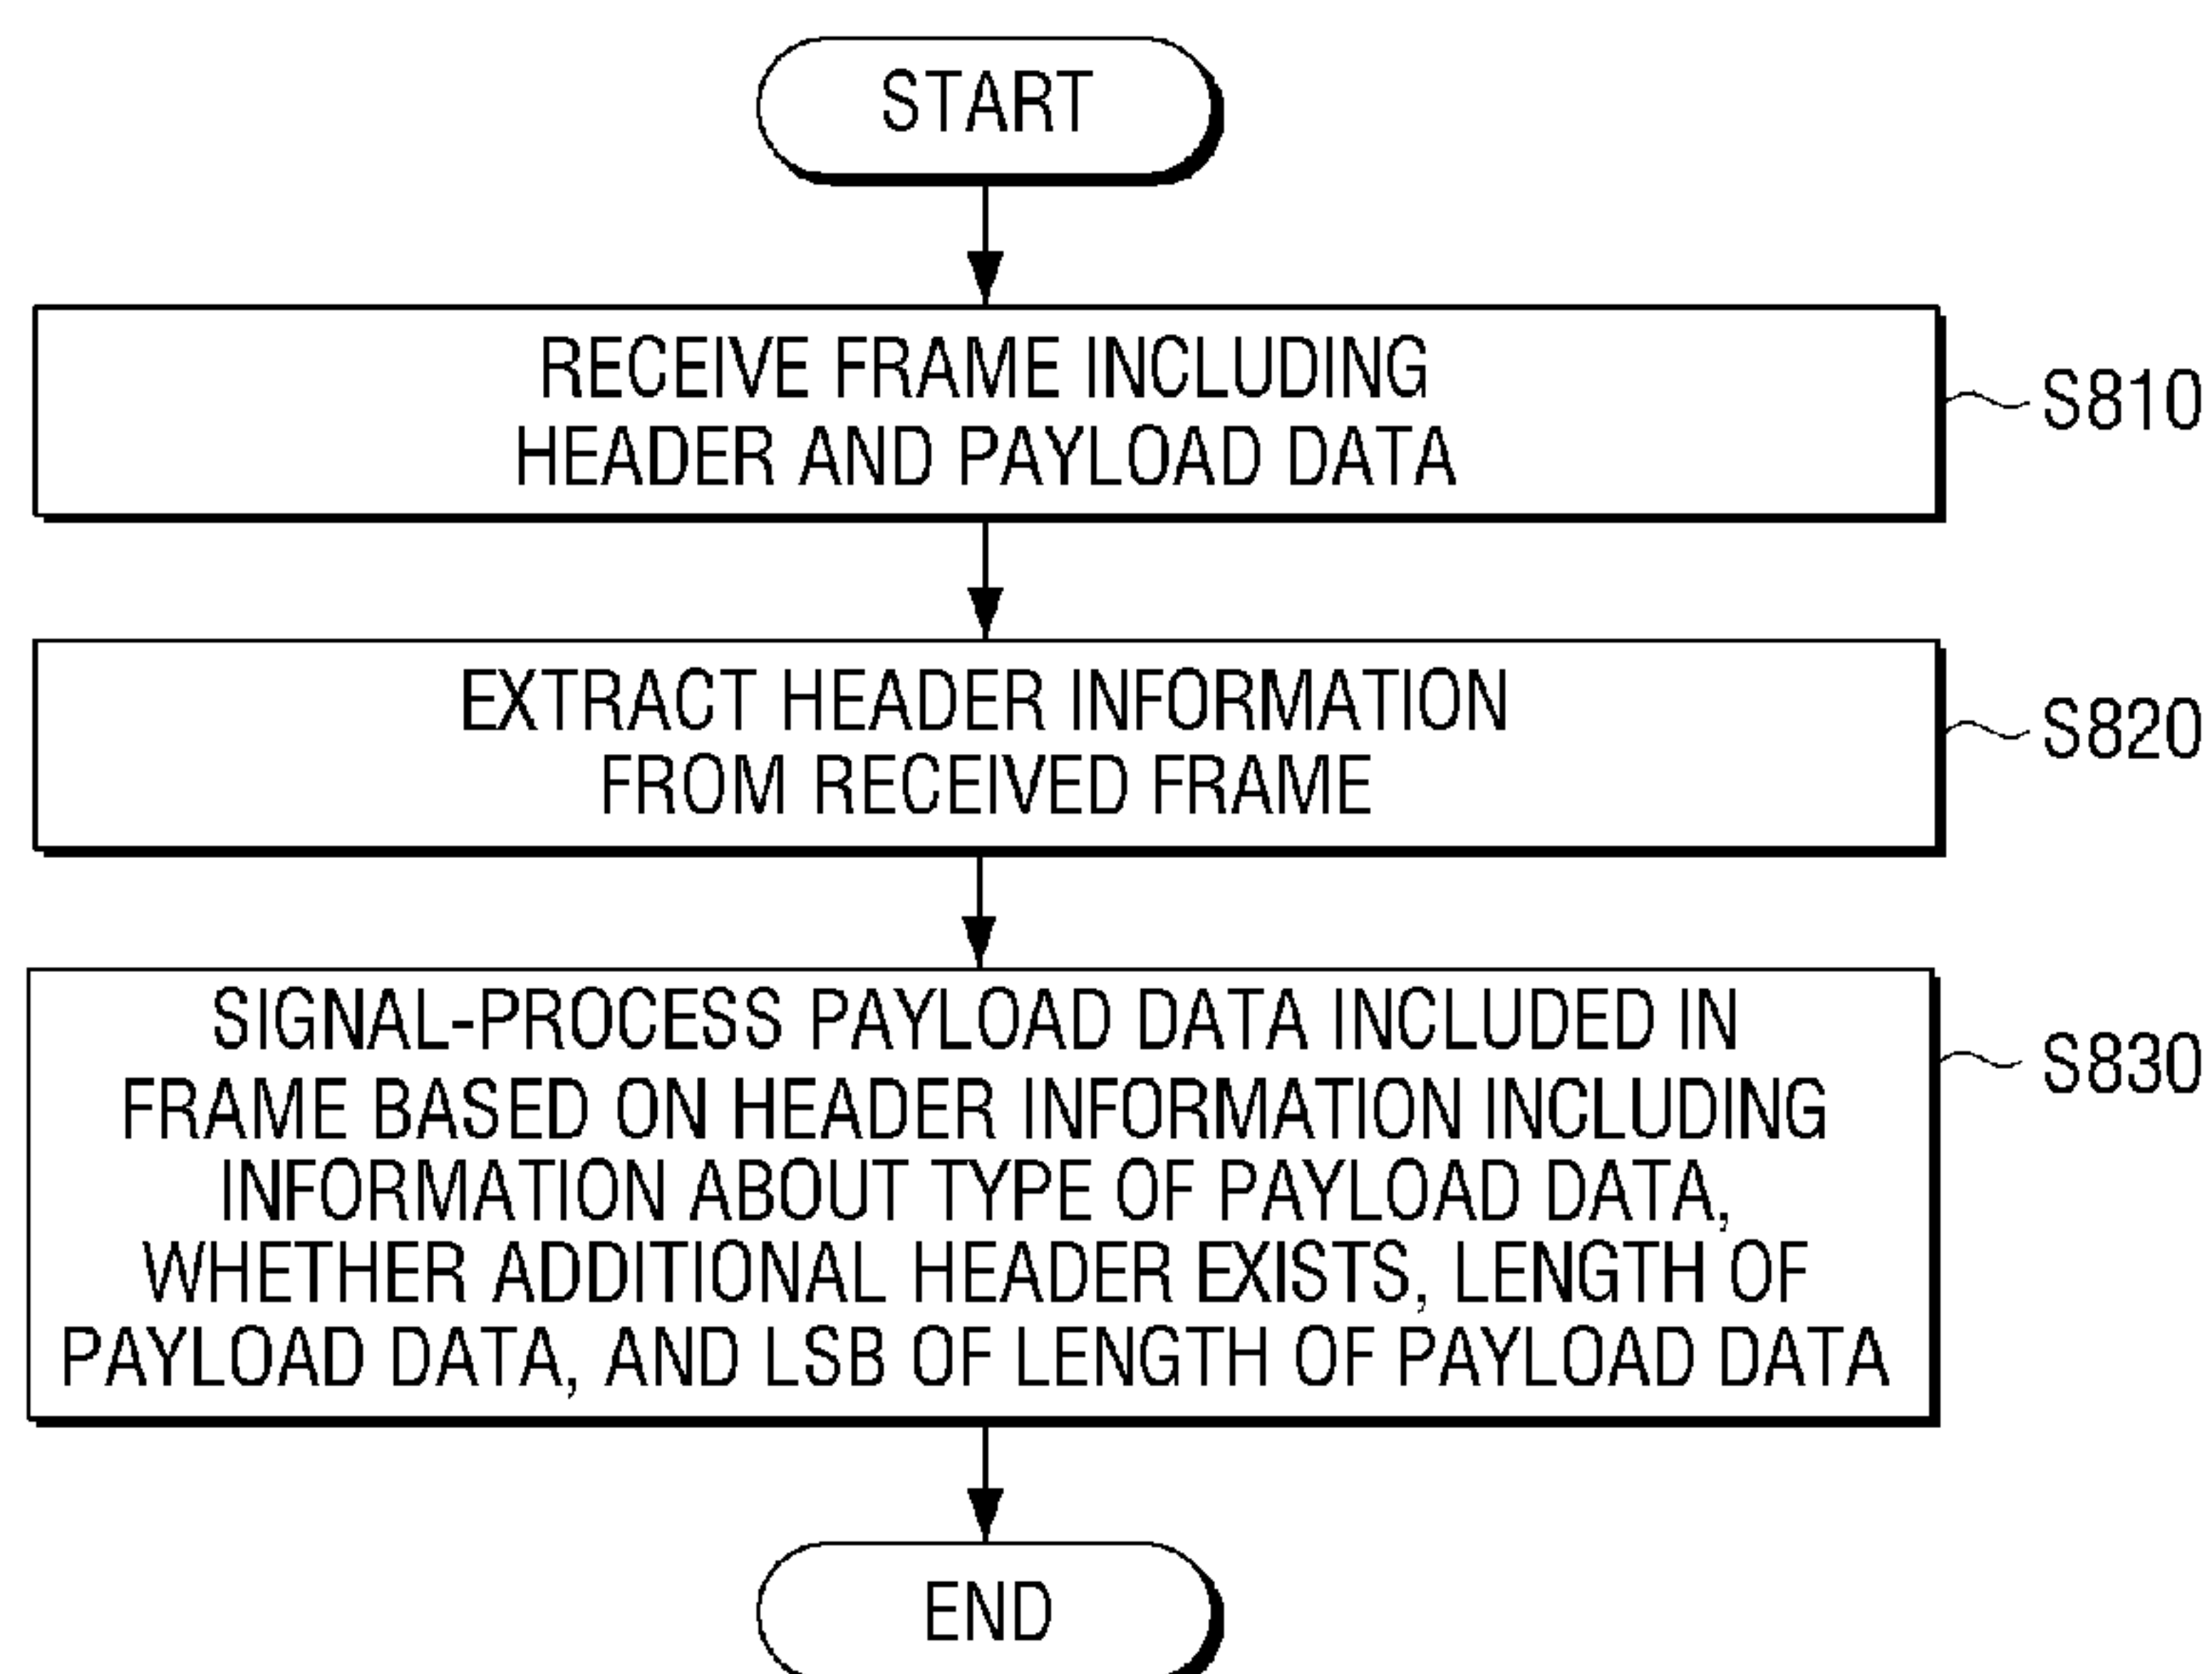 START
RECEIVE FRAME INCLUDING
HEADER AND PAYLOAD DATA
S810
EXTRACT HEADER INFORMATION
FROM RECEIVED FRAME
S820
SIGNAL-PROCESS PAYLOAD DATA INCLUDED IN
FRAME BASED ON HEADER INFORMATION INCLUDING
INFORMATION ABOUT TYPE OF PAYLOAD DATA,
WHETHER ADDITIONAL HEADER EXISTS, LENGTH OF
PAYLOAD DATA, AND LSB OF LENGTH OF PAYLOAD DATA
S830
END